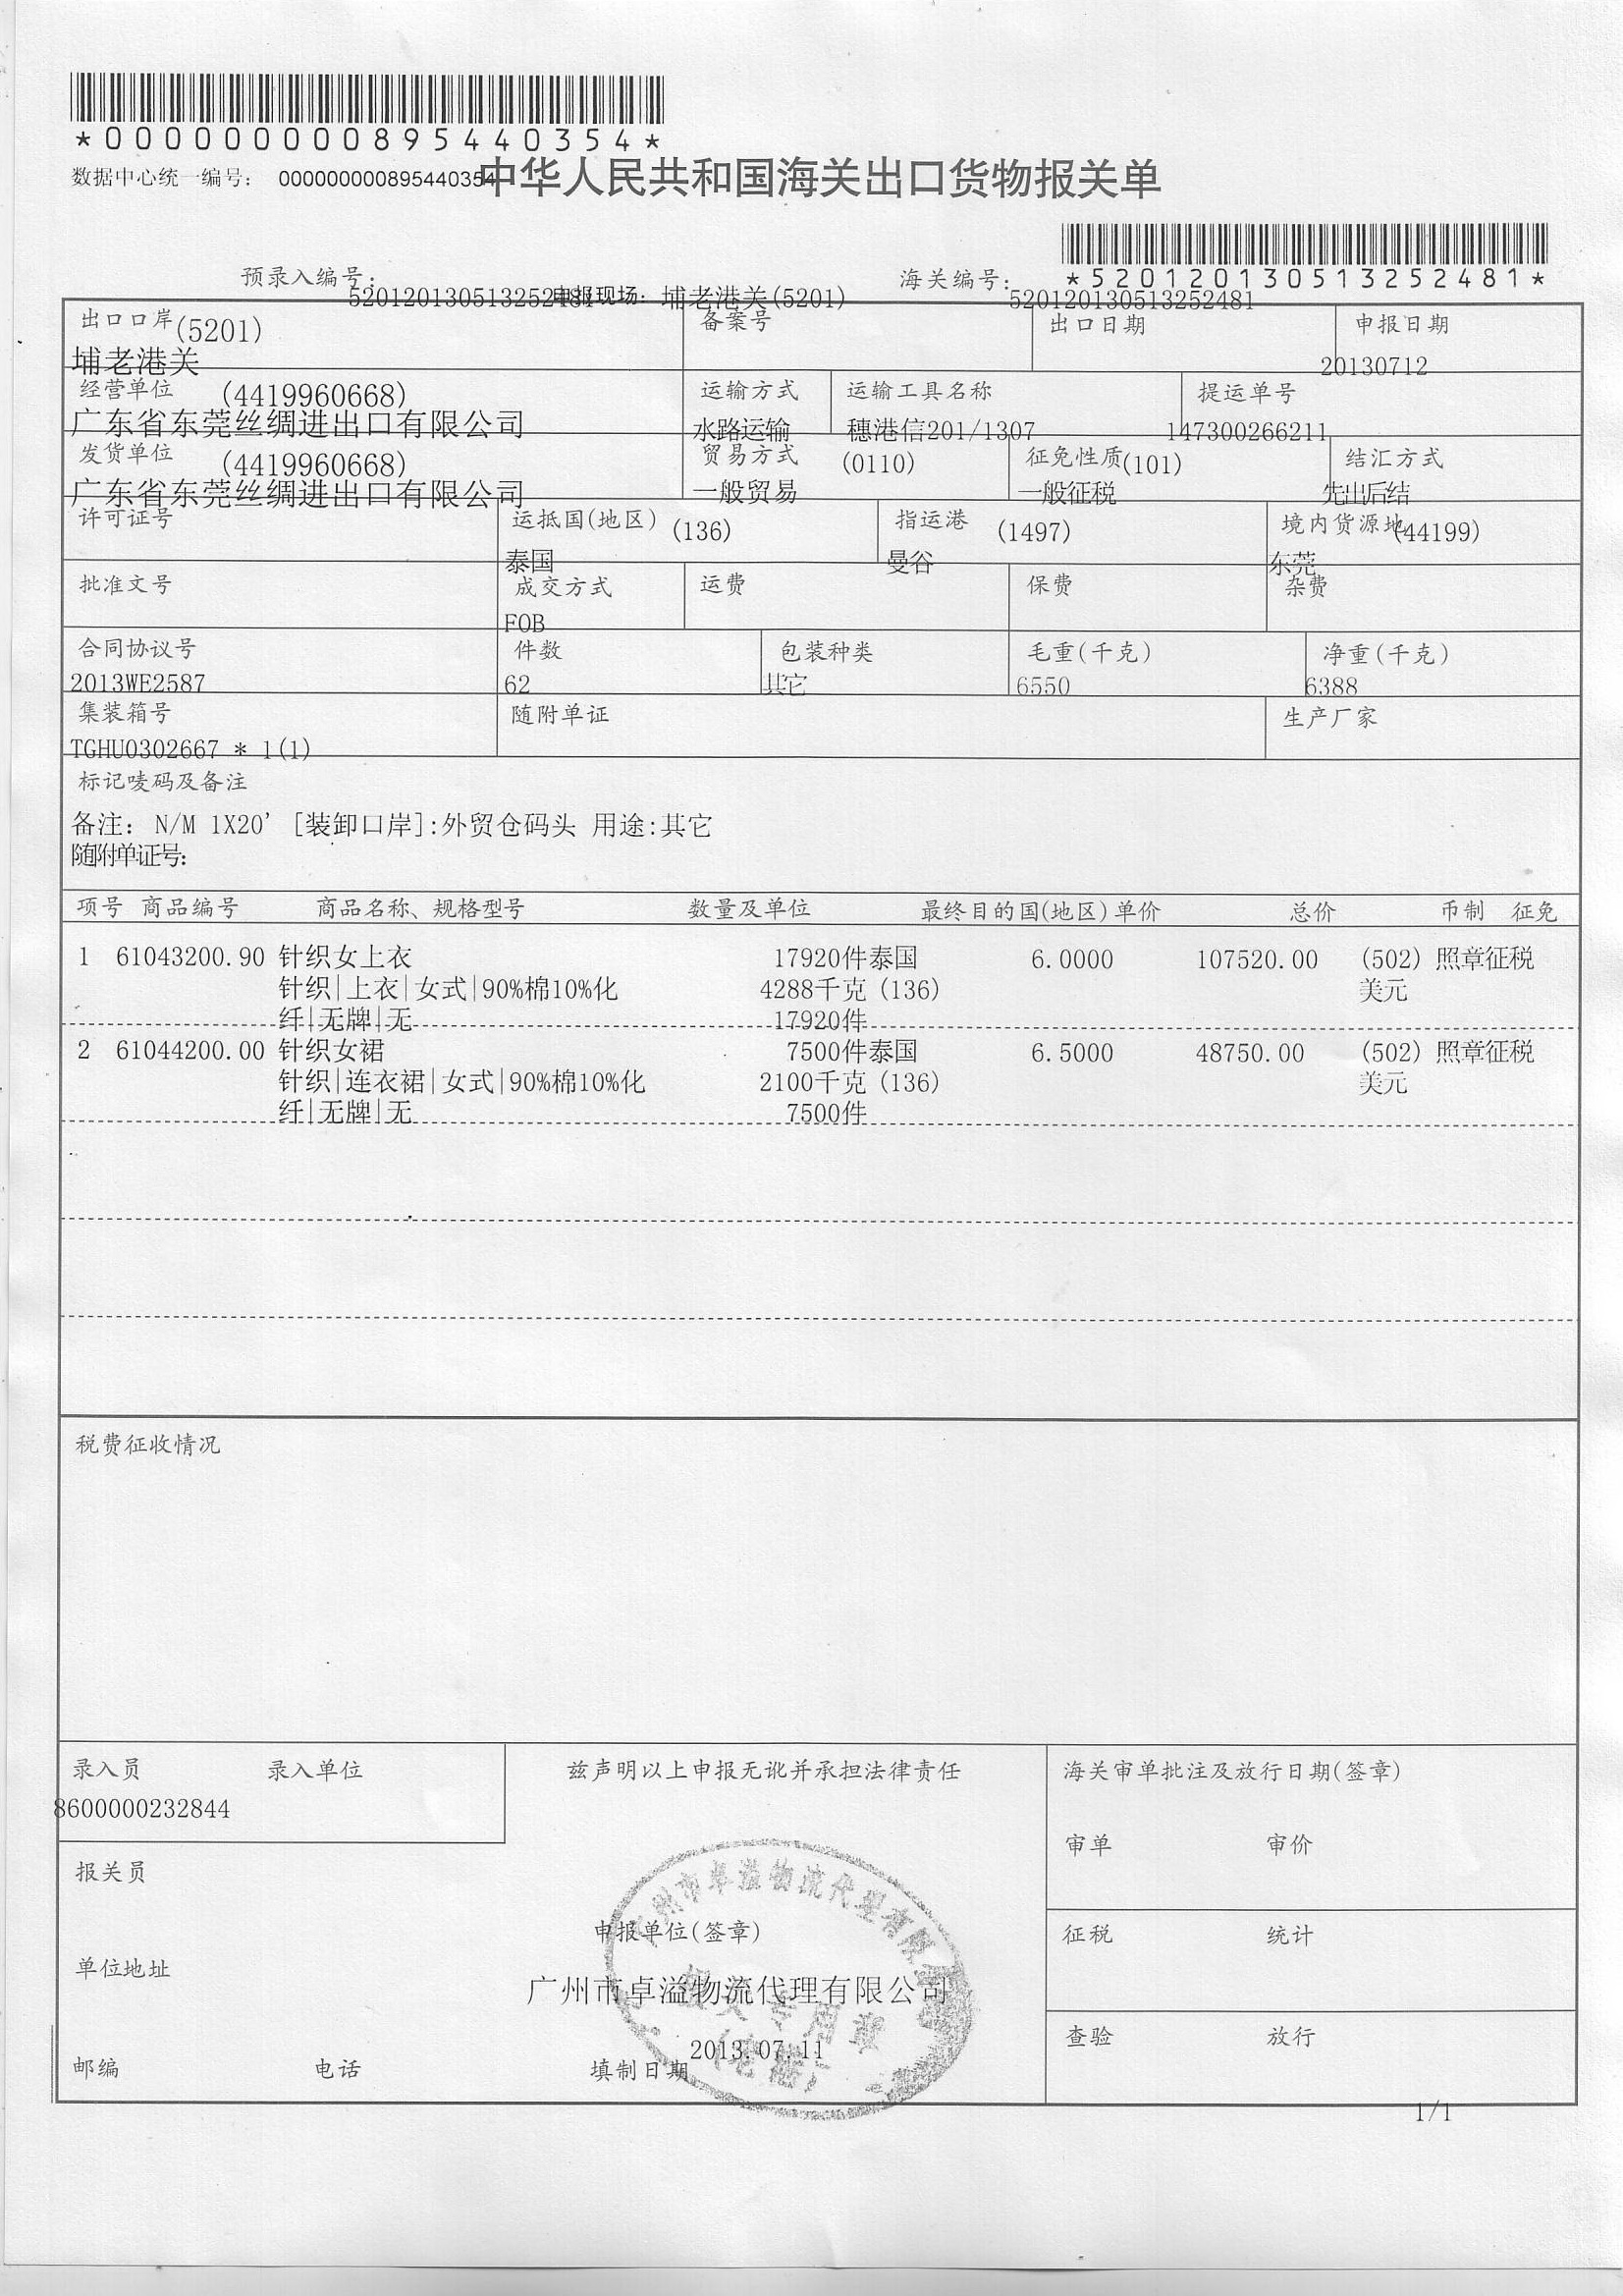 *000000000895440354*
数据中心统一编号： 000000000895440354
中华人民共和国海关出口货物报关单
*520120130513252481*
预录入编号： 520120130513252481 申报现场： 埔老港关(5201) 海关编号： 520120130513252481
出口口岸 (5201) 备案号 出口日期 申报日期
埔老港关 20130712
经营单位 (4419960668) 运输方式 运输工具名称 提运单号
广东省东莞丝绸进出口有限公司 水路运输 穗港信201/1307 147300266211
发货单位 (4419960668) 贸易方式 (0110) 征免性质(101) 结汇方式
广东省东莞丝绸进出口有限公司 一般贸易 一般征税 先出后结
许可证号 运抵国(地区) (136) 指运港 (1497) 境内货源地 (44199)
泰国 曼谷 东莞
批准文号 成交方式 运费 保费 杂费
FOB
合同协议号 件数 包装种类 毛重(千克) 净重(千克)
2013WE2587 62 其它 6550 6388
集装箱号 随附单证 生产厂家
TGHU0302667 * 1(1)
标记唛码及备注
备注： N/M 1X20' [装卸口岸]:外贸仓码头 用途:其它
随附单证号:
项号 商品编号 商品名称、规格型号 数量及单位 最终目的国(地区) 单价 总价 币制 征免
1 61043200.90 针织女上衣 17920件泰国 6.0000 107520.00 (502) 照章征税
针织|上衣|女式|90%棉10%化 4288千克 (136) 美元
纤|无牌|无 17920件
2 61044200.00 针织女裙 7500件泰国 6.5000 48750.00 (502) 照章征税
针织|连衣裙|女式|90%棉10%化 2100千克 (136) 美元
纤|无牌|无 7500件
税费征收情况
录入员 录入单位 兹声明以上申报无讹并承担法律责任 海关审单批注及放行日期(签章)
8600000232844
审单 审价
报关员
申报单位(签章) 征税 统计
单位地址
广州市卓溢物流代理有限公司
查验 放行
邮编 电话 填制日期 2013.07.11
广州市卓溢物流代理有限公司
报关专用章
1/1